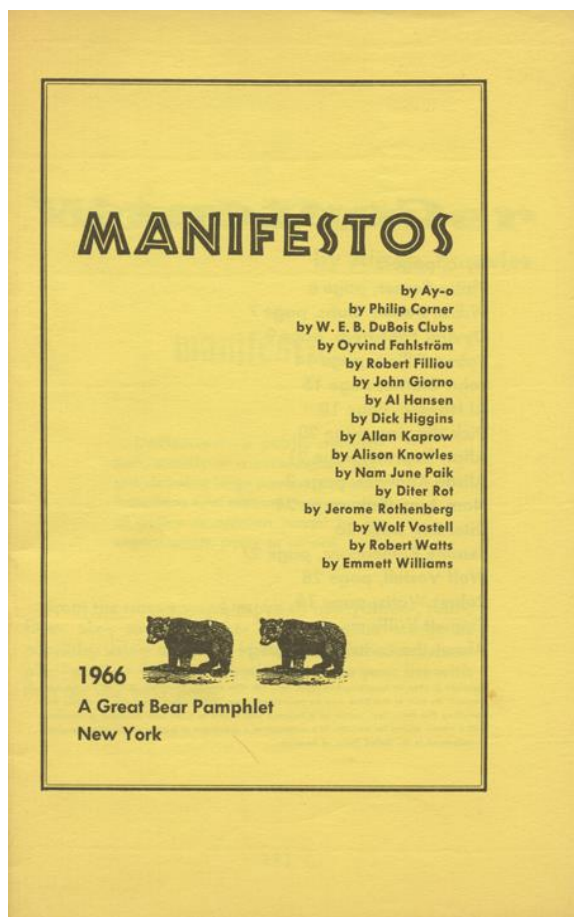 MANIFESTOS
by Ay-o
by Philip Corner
by W. E. B. DuBois Clubs
by Oyvind Fahlström
by Robert Filliou
by John Giorno
by Al Hansen
by Dick Higgins
by Allan Kaprow
by Alison Knowles
by Nam June Paik
by Diter Rot
by Jerome Rothenberg
by Wolf Vostell
by Robert Watts
by Emmett Williams
1966
A Great Bear Pamphlet
New York